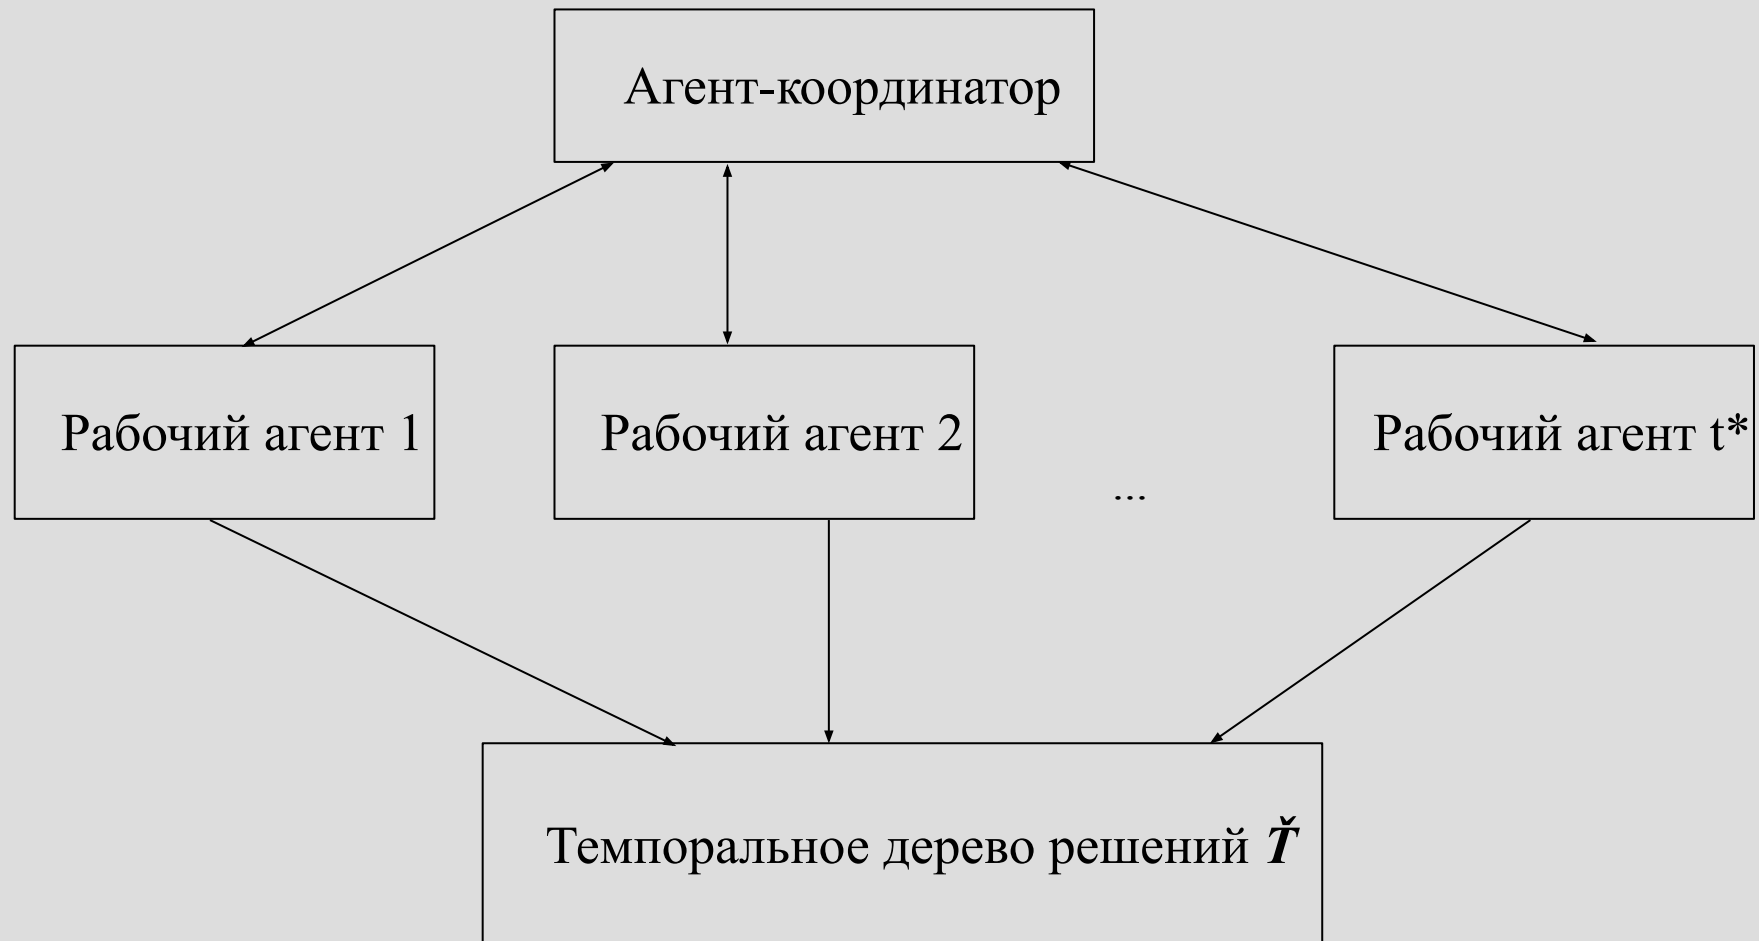 Агент-координатор
Рабочий агент 1
Рабочий агент 2
...
Рабочий агент t*
Темпоральное дерево решений Ť